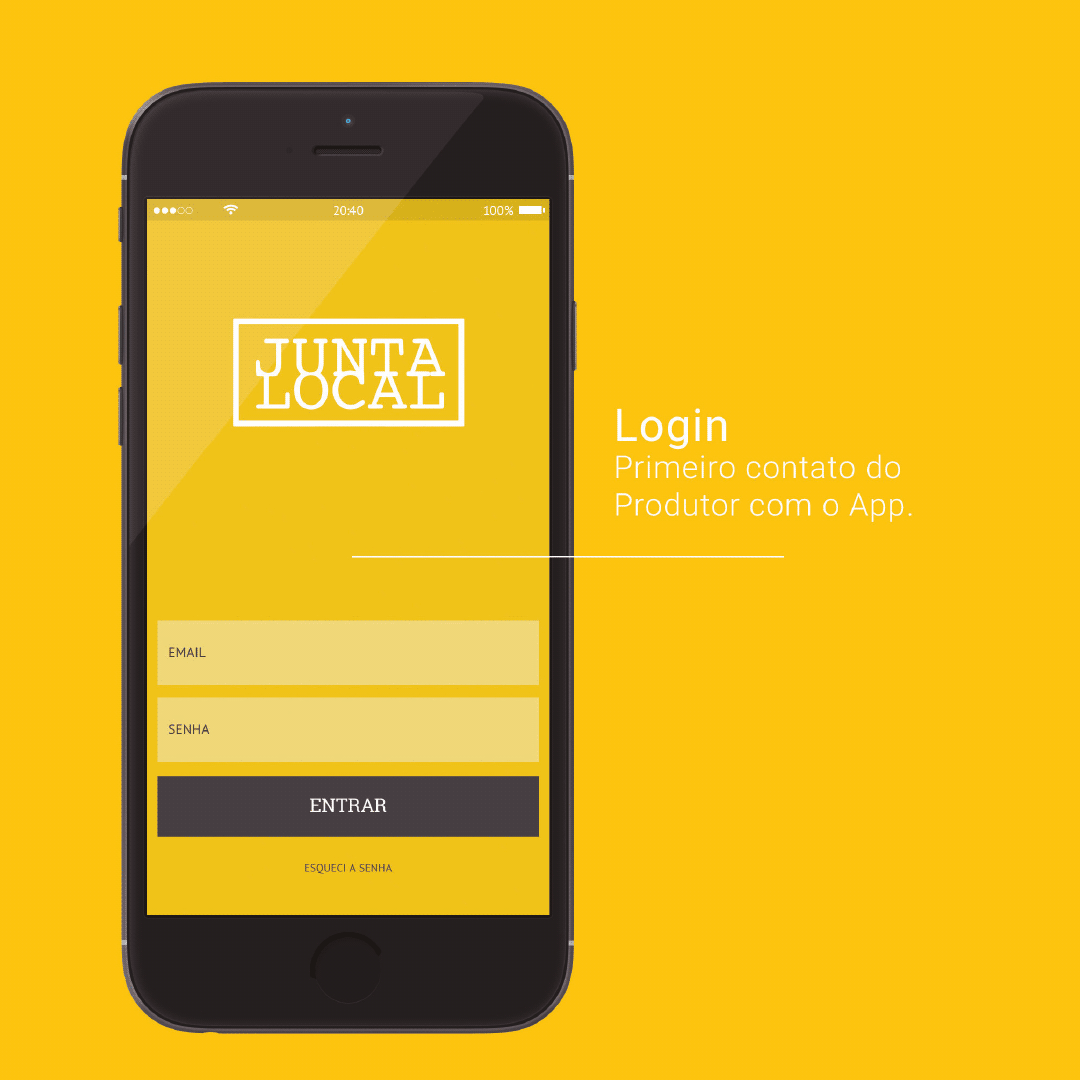 20:40
100%
JUNTA
LOCAL
Login
Primeiro contato do
Produtor com o App.
EMAIL
SENHA
ENTRAR
ESQUECI A SENHA